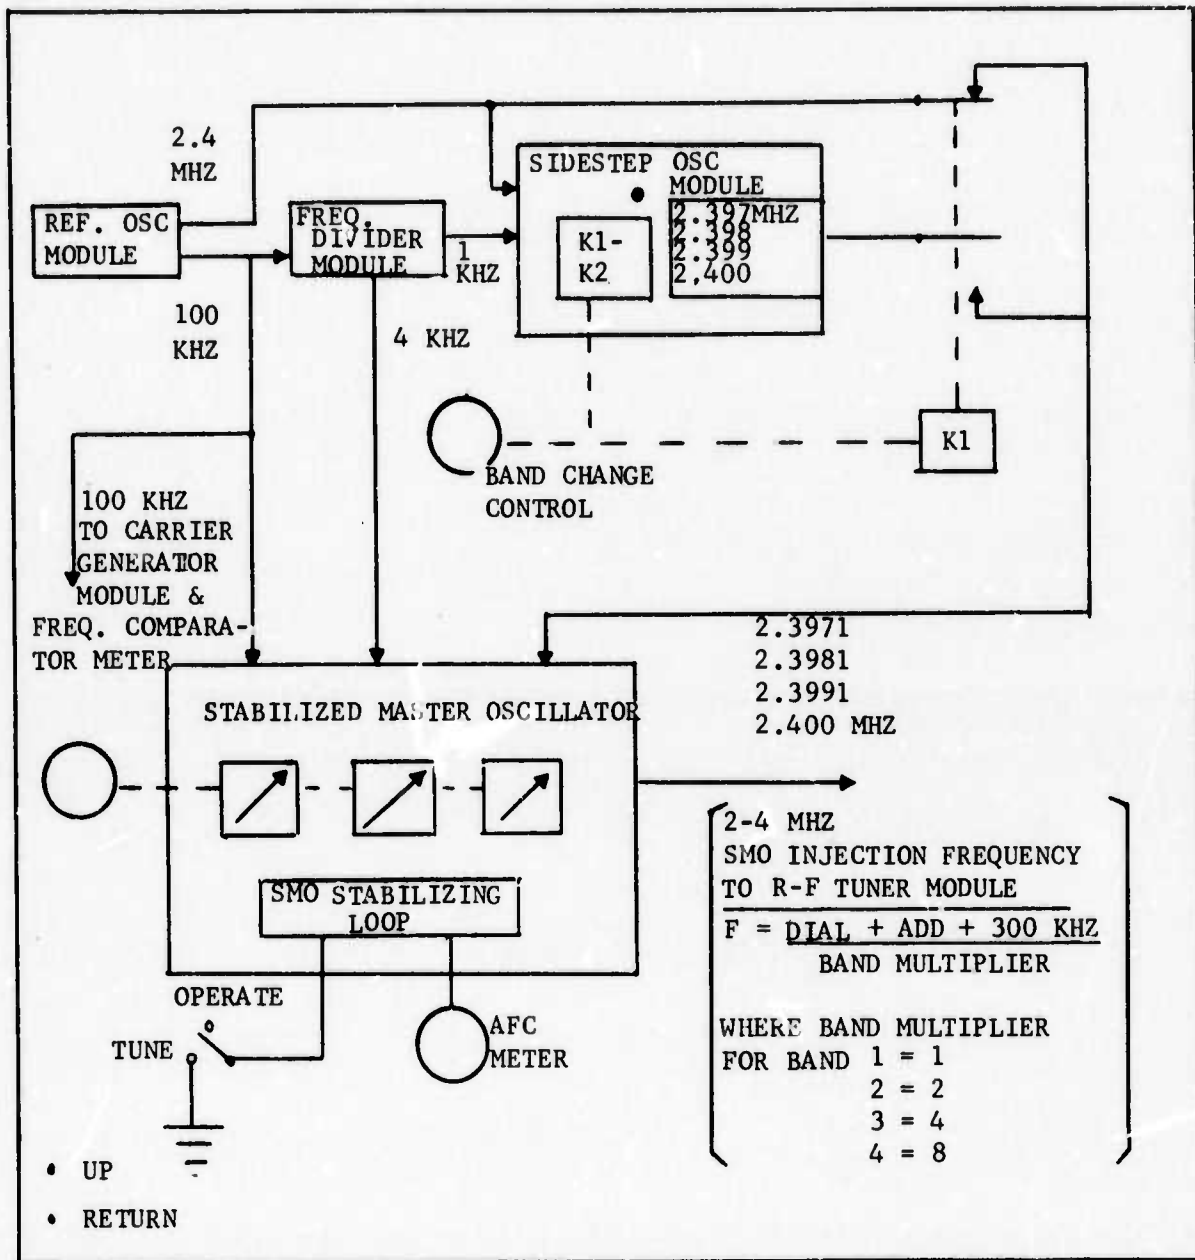 2.4
MHZ
REF. OSC
MODULE
100
KHZ
FREQ.
DIVIDER
MODULE
1
KHZ
4 KHZ
SIDESTEP OSC
MODULE
K1-
K2
2.397MHZ
2.398
2.399
2,400
K1
BAND CHANGE
CONTROL
100 KHZ
TO CARRIER
GENERATOR
MODULE &
FREQ. COMPARA-
TOR METER
2.3971
2.3981
2.3991
2.400 MHZ
STABILIZED MASTER OSCILLATOR
SMO STABILIZING
LOOP
OPERATE
TUNE
AFC
METER
2-4 MHZ
SMO INJECTION FREQUENCY
TO R-F TUNER MODULE
F = DIAL + ADD + 300 KHZ
BAND MULTIPLIER
WHERE BAND MULTIPLIER
FOR BAND 1 = 1
2 = 2
3 = 4
4 = 8
• UP
• RETURN